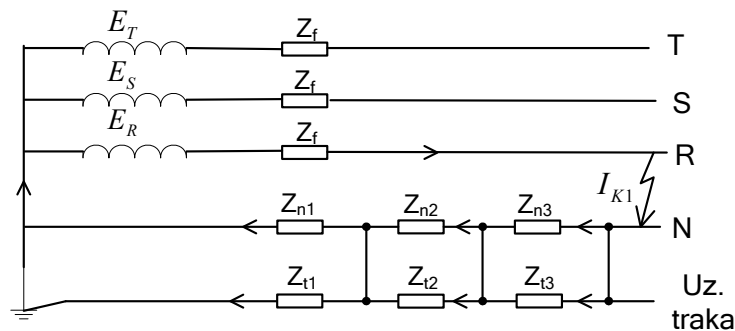 E_T Z_f T
E_S Z_f S
E_R Z_f R
I_K1
Z_n1 Z_n2 Z_n3 N
Z_t1 Z_t2 Z_t3 Uz.
traka